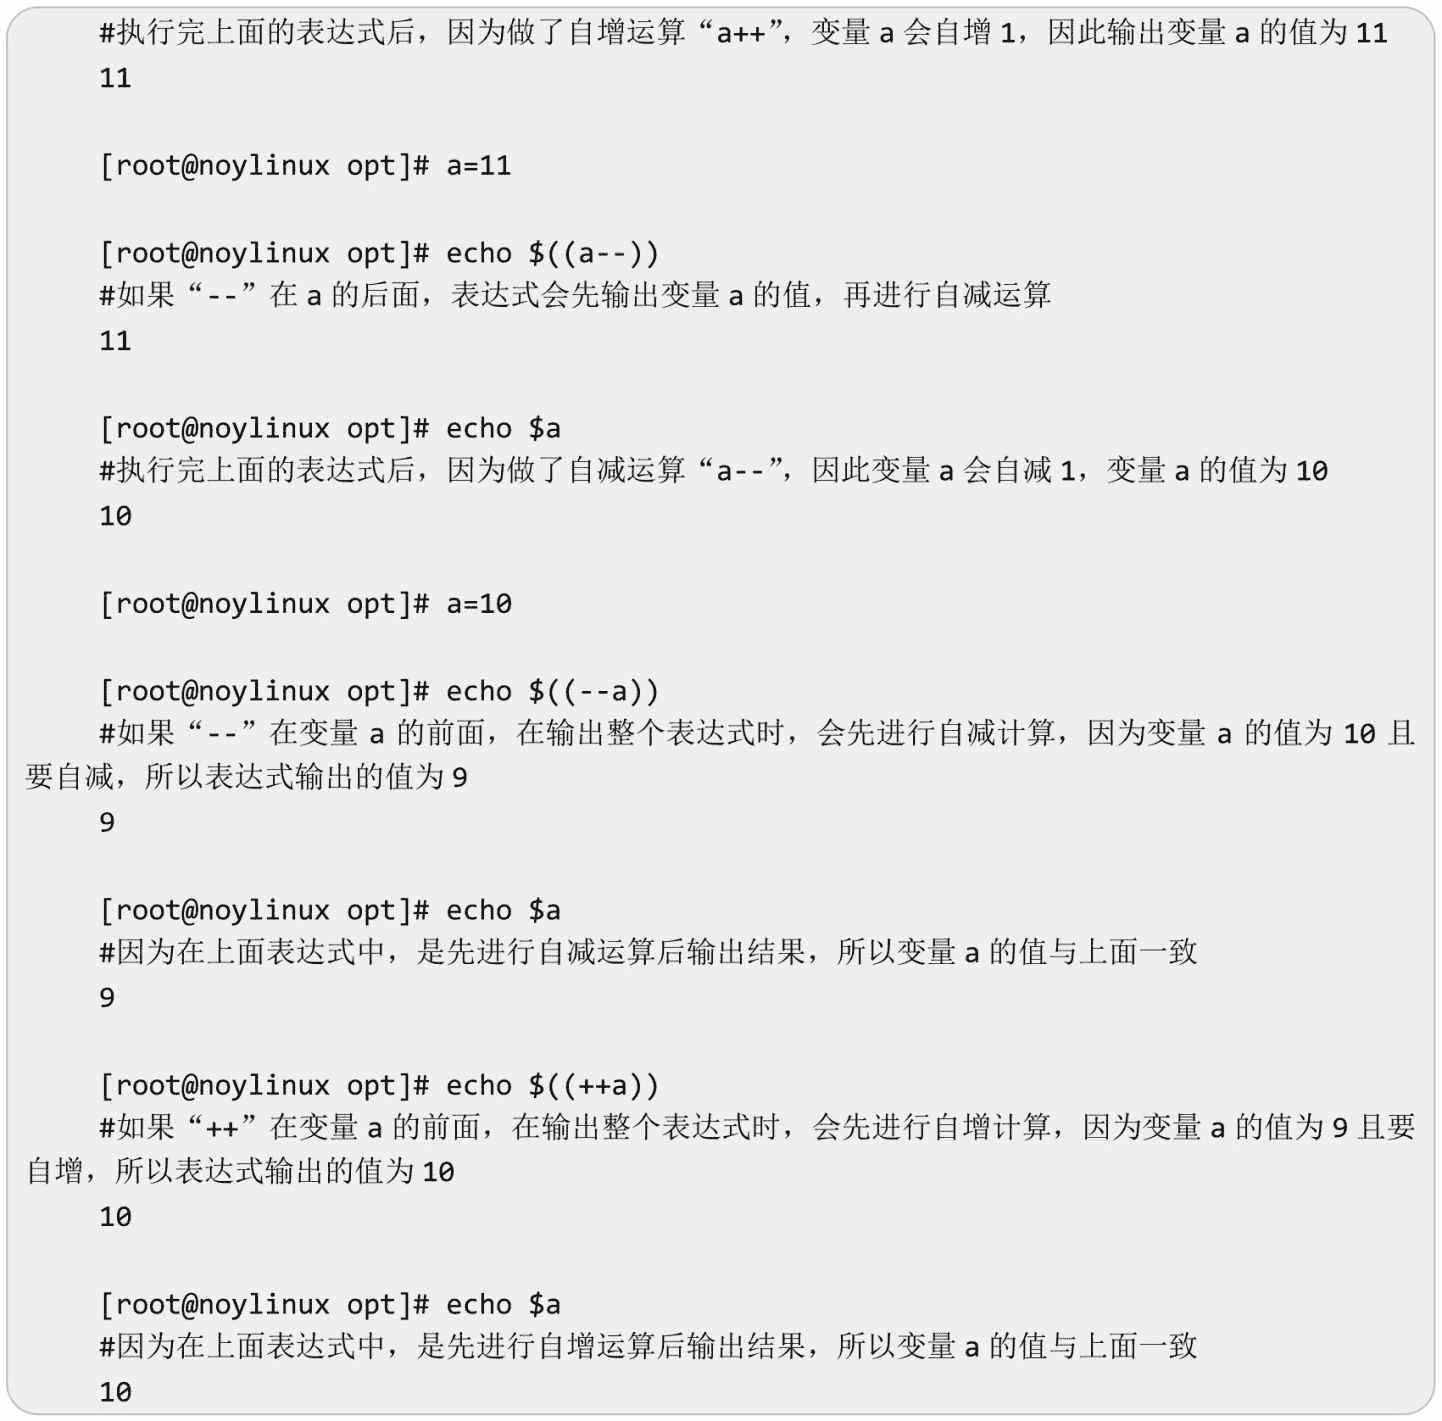 #执行完上面的表达式后，因为做了自增运算“a++”，变量 a 会自增 1，因此输出变量 a 的值为 11
11
[root@noylinux opt]# a=11
[root@noylinux opt]# echo $((a--))
#如果“--”在 a 的后面，表达式会先输出变量 a 的值，再进行自减运算
11
[root@noylinux opt]# echo $a
#执行完上面的表达式后，因为做了自减运算“a--”，因此变量 a 会自减 1，变量 a 的值为 10
10
[root@noylinux opt]# a=10
[root@noylinux opt]# echo $((--a))
#如果“--”在变量 a 的前面，在输出整个表达式时，会先进行自减计算，因为变量 a 的值为 10 且
要自减，所以表达式输出的值为 9
9
[root@noylinux opt]# echo $a
#因为在上面表达式中，是先进行自减运算后输出结果，所以变量 a 的值与上面一致
9
[root@noylinux opt]# echo $((++a))
#如果“++”在变量 a 的前面，在输出整个表达式时，会先进行自增计算，因为变量 a 的值为 9 且要
自增，所以表达式输出的值为 10
10
[root@noylinux opt]# echo $a
#因为在上面表达式中，是先进行自增运算后输出结果，所以变量 a 的值与上面一致
10